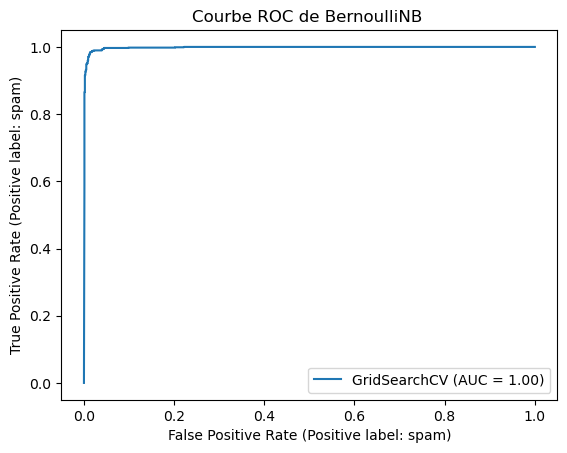 Courbe ROC de BernoulliNB
True Positive Rate (Positive label: spam)
1.0
0.8
0.6
0.4
0.2
0.0
GridSearchCV (AUC = 1.00)
0.0 0.2 0.4 0.6 0.8 1.0
False Positive Rate (Positive label: spam)